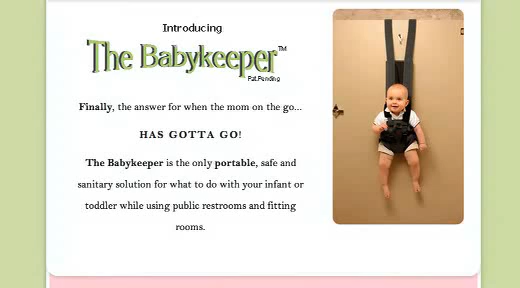 Introducing
The Babykeeper™
Pat.Pending
Finally, the answer for when the mom on the go...
HAS GOTTA GO!
The Babykeeper is the only portable, safe and
sanitary solution for what to do with your infant or
toddler while using public restrooms and fitting
rooms.